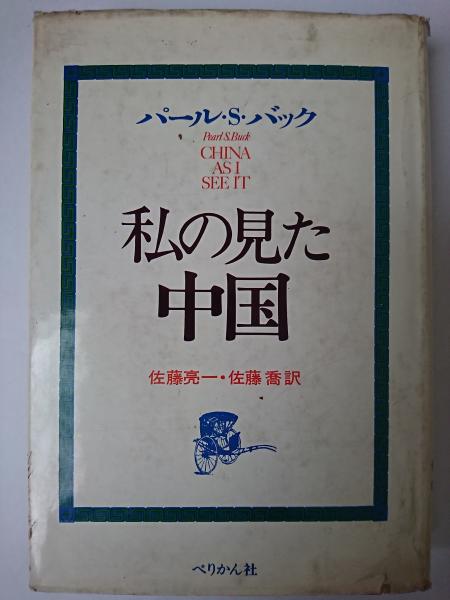 パール・S・バック
Pearl S. Buck
CHINA
AS I
SEE IT
私の見た
中国
佐藤亮一・佐藤喬訳
ぺりかん社